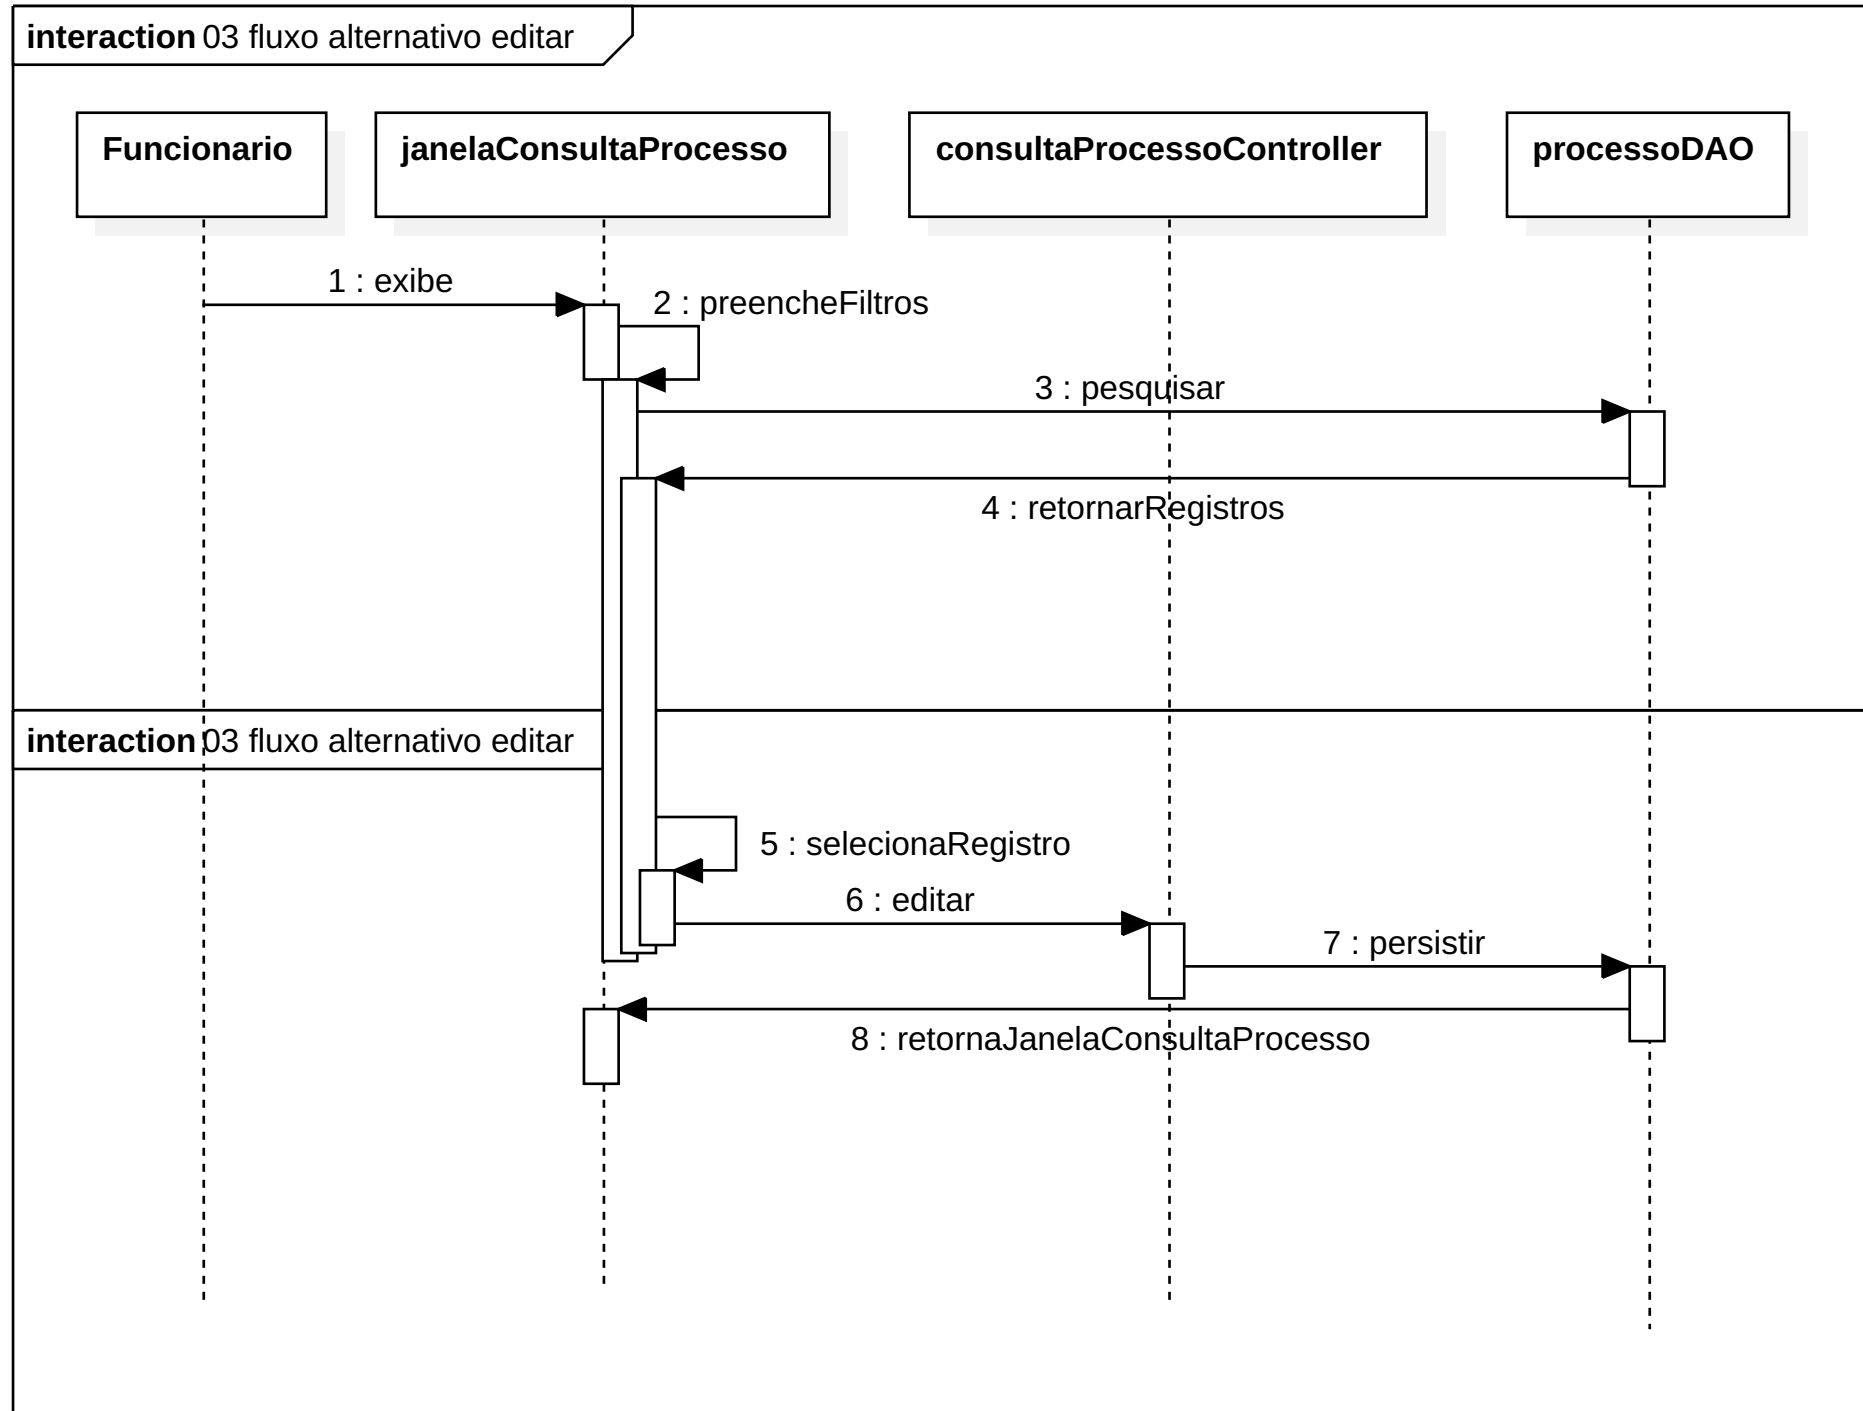 interaction 03 fluxo alternativo editar
Funcionario
janelaConsultaProcesso
consultaProcessoController
processoDAO
1 : exibe
2 : preencheFiltros
3 : pesquisar
4 : retornarRegistros
interaction 03 fluxo alternativo editar
5 : selecionaRegistro
6 : editar
7 : persistir
8 : retornaJanelaConsultaProcesso